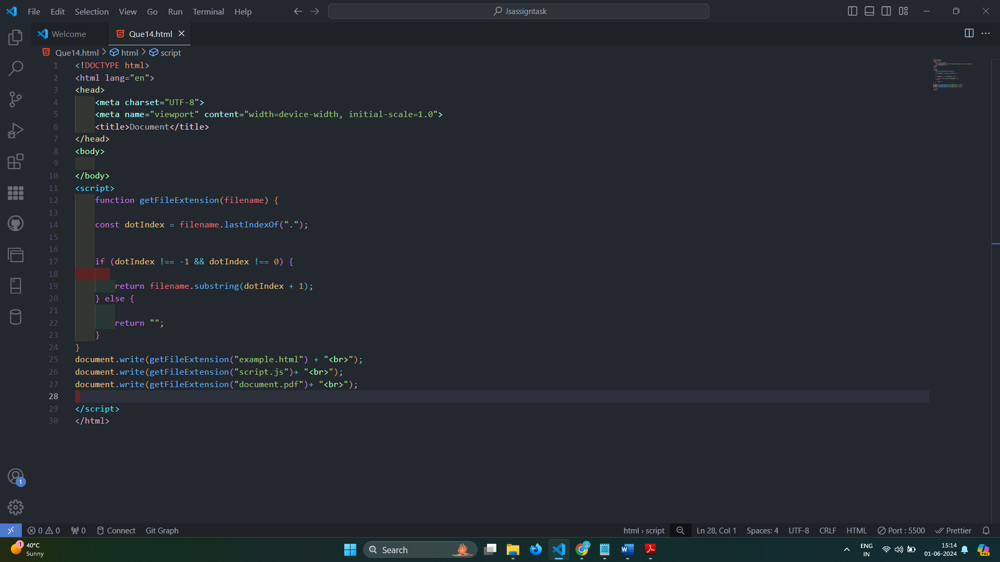 File Edit Selection View Go Run Terminal Help
Jsassigntask
Welcome
Que14.html
Que14.html > html > script
1 <!DOCTYPE html>
2 <html lang="en">
3 <head>
4     <meta charset="UTF-8">
5     <meta name="viewport" content="width=device-width, initial-scale=1.0">
6     <title>Document</title>
7 </head>
8 <body>
9
10 </body>
11 <script>
12     function getFileExtension(filename) {
13
14     const dotIndex = filename.lastIndexOf(".");
15
16
17     if (dotIndex !== -1 && dotIndex !== 0) {
18
19         return filename.substring(dotIndex + 1);
20     } else {
21
22         return "";
23     }
24 }
25 document.write(getFileExtension("example.html") + "<br>");
26 document.write(getFileExtension("script.js")+ "<br>");
27 document.write(getFileExtension("document.pdf")+ "<br>");
28
29 </script>
30 </html>
1
0 0 0 Connect Git Graph
html › script Ln 28, Col 1 Spaces: 4 UTF-8 CRLF HTML Port : 5500 Prettier
1
40°C
Sunny
Search
ENG
IN
15:14
01-06-2024
PRE